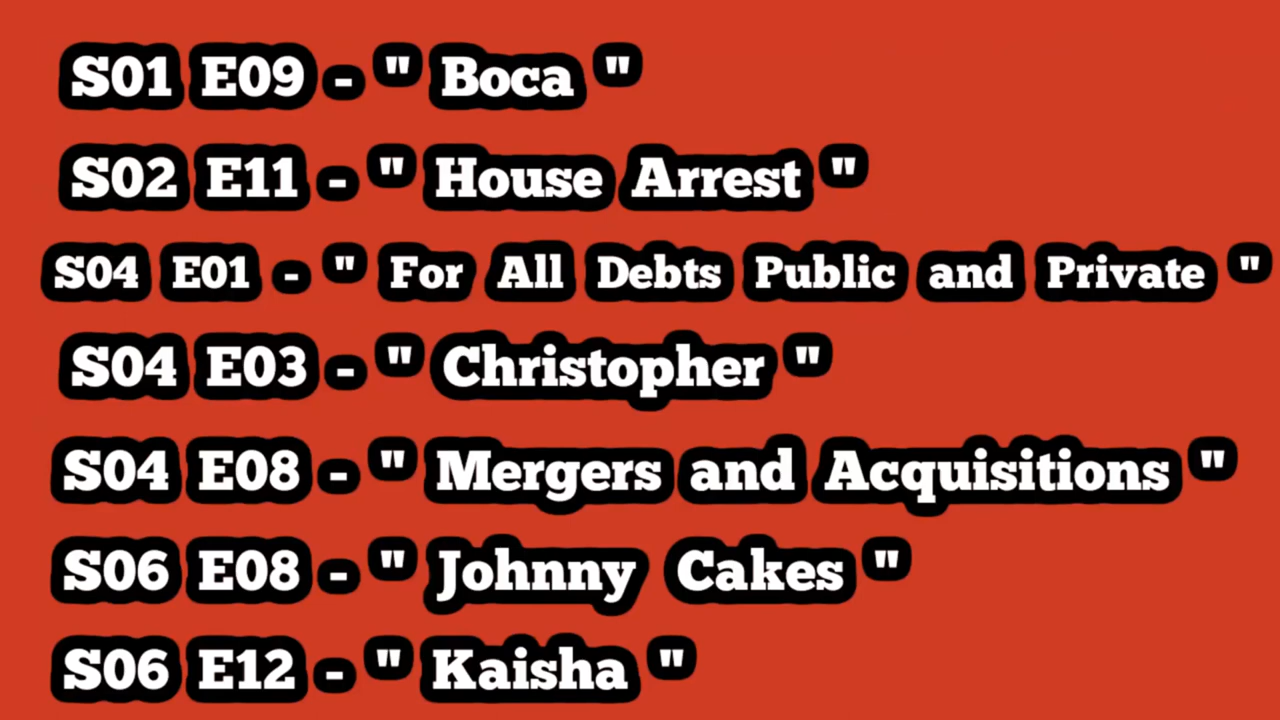 S01 E09 - " Boca "
S02 E11 - " House Arrest "
S04 E01 - " For All Debts Public and Private "
S04 E03 - " Christopher "
S04 E08 - " Mergers and Acquisitions "
S06 E08 - " Johnny Cakes "
S06 E12 - " Kaisha "